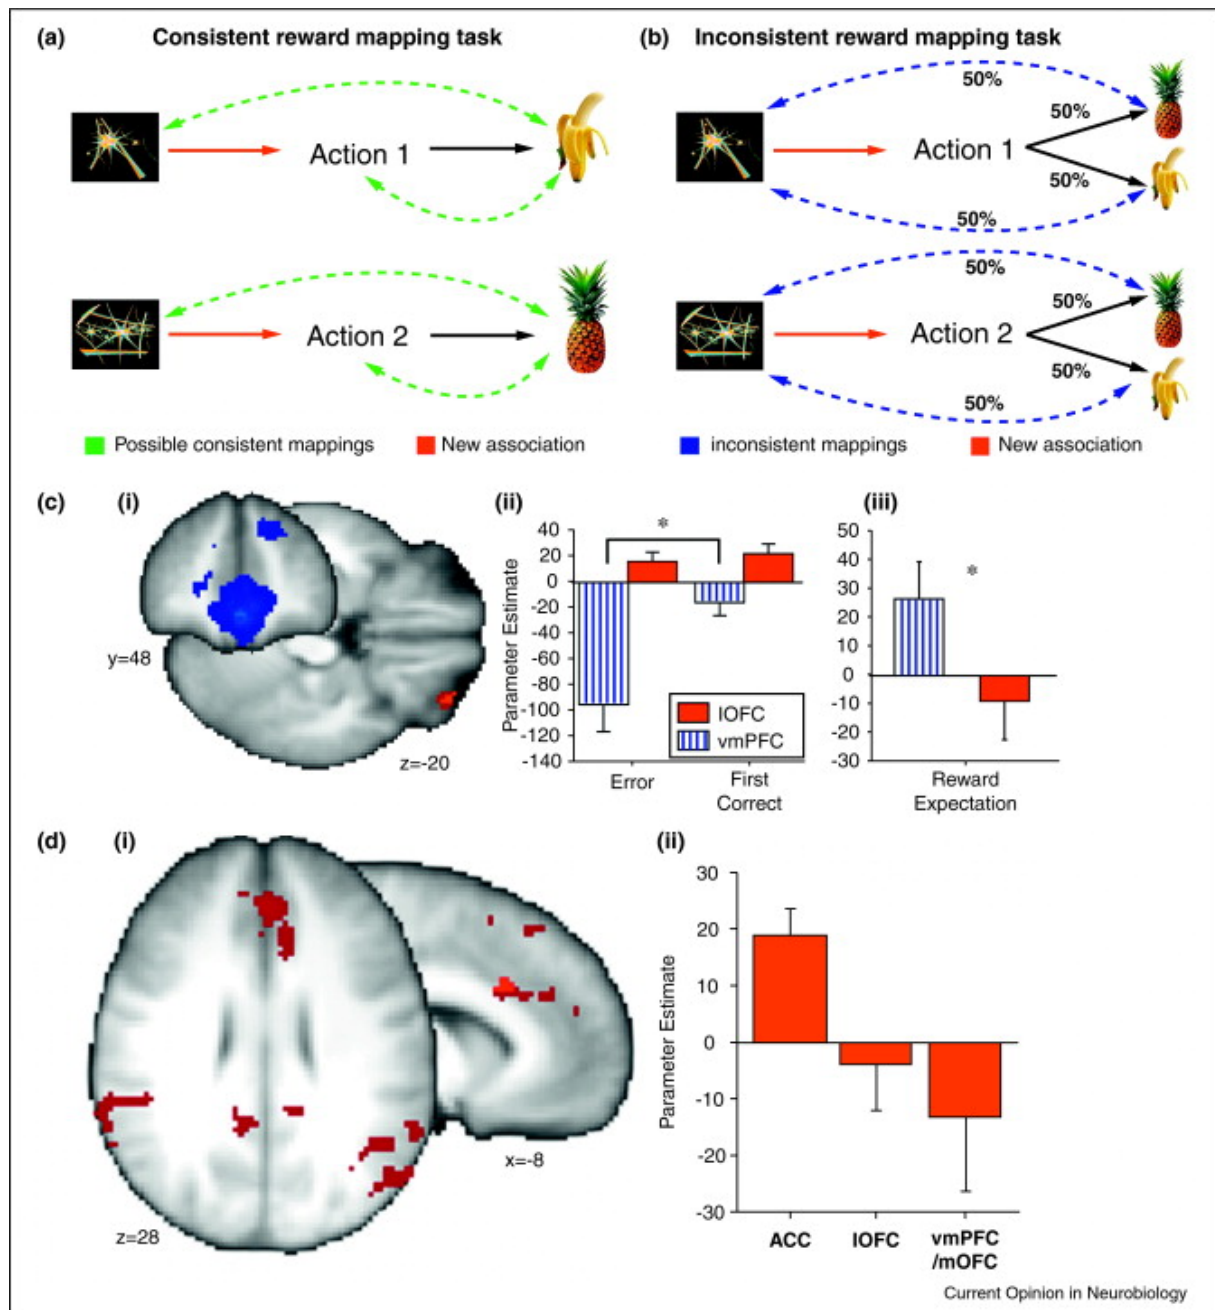 (a) Consistent reward mapping task
Action 1
Action 2
Possible consistent mappings New association
(b) Inconsistent reward mapping task
50%
50%
Action 1
50%
50%
50%
50%
Action 2
50%
50%
inconsistent mappings New association
(c) (i)
y=48
z=-20
(ii)
*
Parameter Estimate
40
20
0
-20
-40
-60
-80
-100
-120
-140
lOFC
vmPFC
Error First
Correct
(iii)
50
40
30
20
10
0
-10
-20
-30
*
Reward
Expectation
(d) (i)
x=-8
z=28
(ii)
Parameter Estimate
30
20
10
0
-10
-20
-30
ACC lOFC vmPFC
/mOFC
Current Opinion in Neurobiology